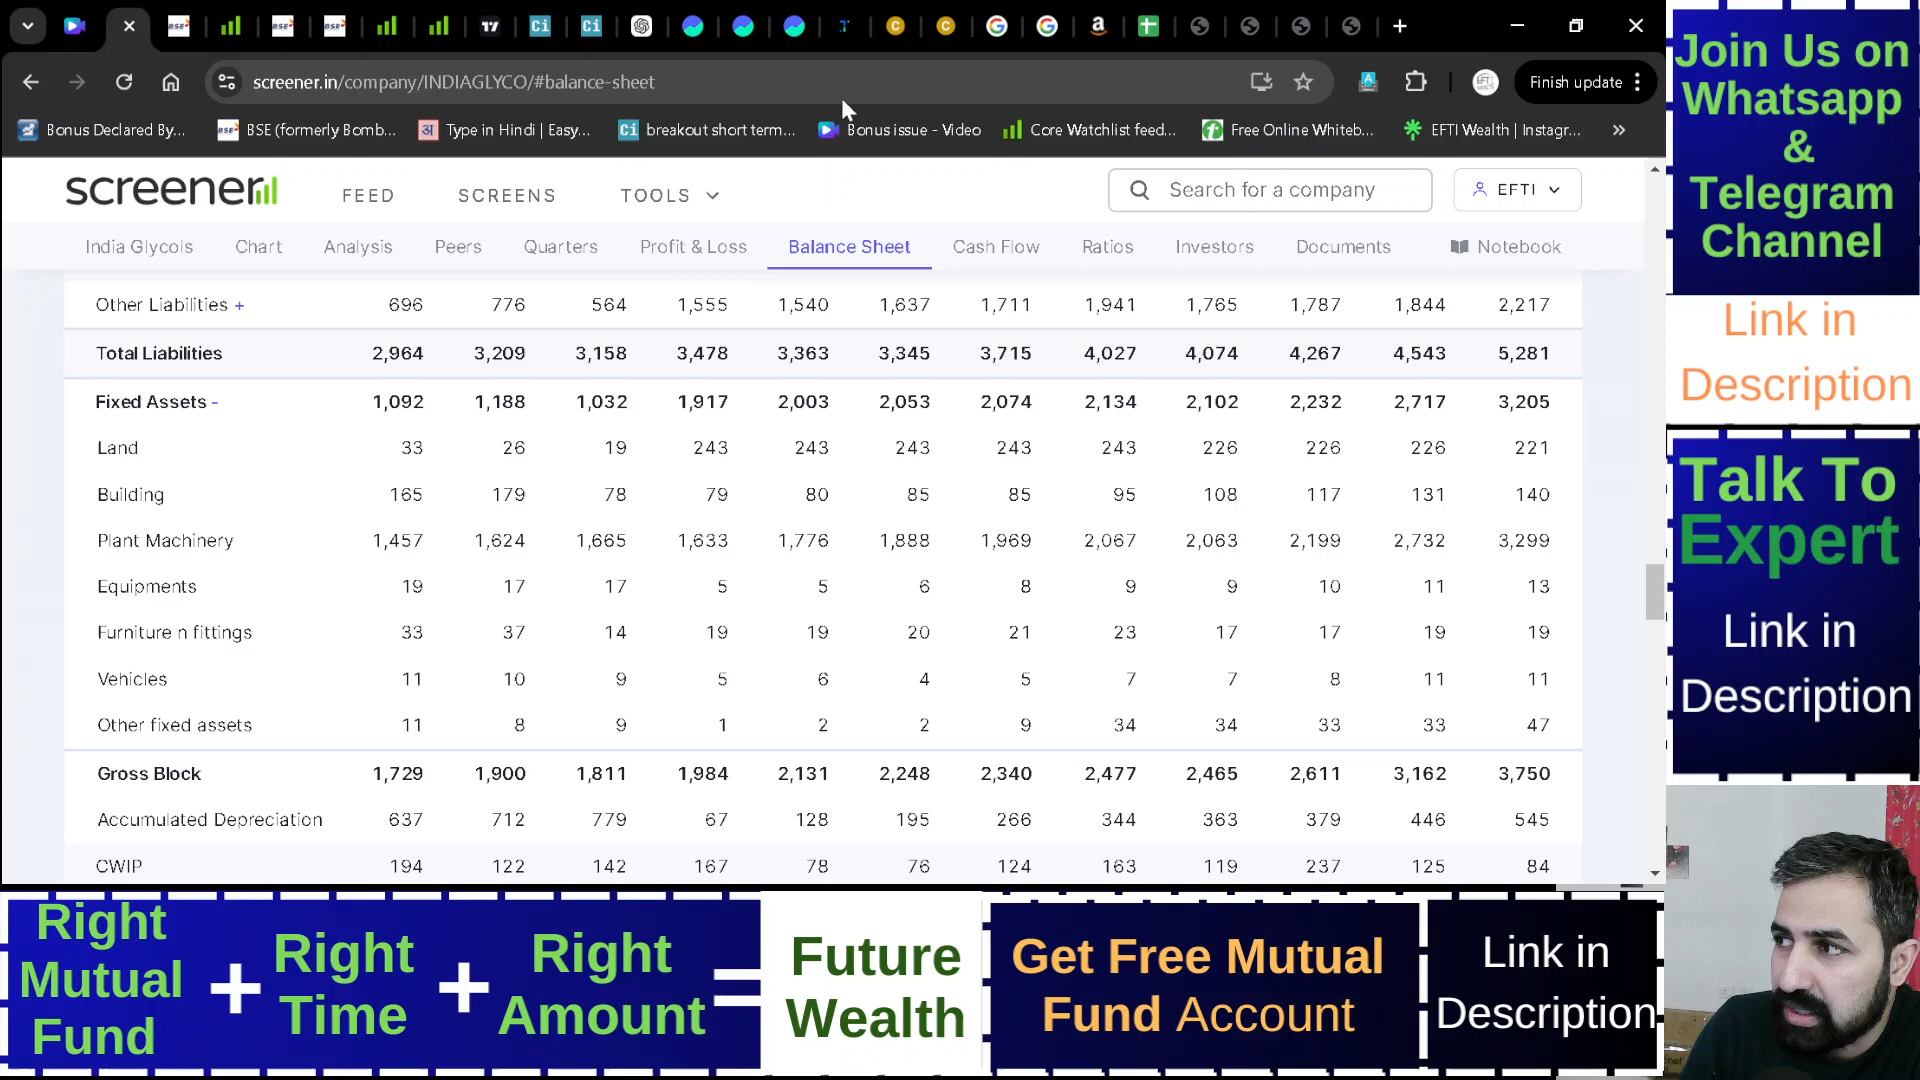 screener.in/company/INDIAGLYCO/#balance-sheet
Finish update
Bonus Declared By...
BSE (formerly Bomb...
Type in Hindi | Easy...
breakout short term...
Bonus issue - Video
Core Watchlist feed...
Free Online Whiteb...
EFTI Wealth | Instagr...
»
screener
FEED SCREENS TOOLS
Search for a company
EFTI
India Glycols Chart Analysis Peers Quarters Profit & Loss Balance Sheet Cash Flow Ratios Investors Documents Notebook
Other Liabilities + 696 776 564 1,555 1,540 1,637 1,711 1,941 1,765 1,787 1,844 2,217
Total Liabilities 2,964 3,209 3,158 3,478 3,363 3,345 3,715 4,027 4,074 4,267 4,543 5,281
Fixed Assets - 1,092 1,188 1,032 1,917 2,003 2,053 2,074 2,134 2,102 2,232 2,717 3,205
Land 33 26 19 243 243 243 243 243 226 226 226 221
Building 165 179 78 79 80 85 85 95 108 117 131 140
Plant Machinery 1,457 1,624 1,665 1,633 1,776 1,888 1,969 2,067 2,063 2,199 2,732 3,299
Equipments 19 17 17 5 5 6 8 9 9 10 11 13
Furniture n fittings 33 37 14 19 19 20 21 23 17 17 19 19
Vehicles 11 10 9 5 6 4 5 7 7 8 11 11
Other fixed assets 11 8 9 1 2 2 9 34 34 33 33 47
Gross Block 1,729 1,900 1,811 1,984 2,131 2,248 2,340 2,477 2,465 2,611 3,162 3,750
Accumulated Depreciation 637 712 779 67 128 195 266 344 363 379 446 545
CWIP 194 122 142 167 78 76 124 163 119 237 125 84
Join Us on
Whatsapp
&
Telegram
Channel
Link in
Description
Talk To
Expert
Link in
Description
Right
Mutual
Fund
+
Right
Time
+
Right
Amount
=
Future
Wealth
Get Free Mutual
Fund Account
Link in
Description